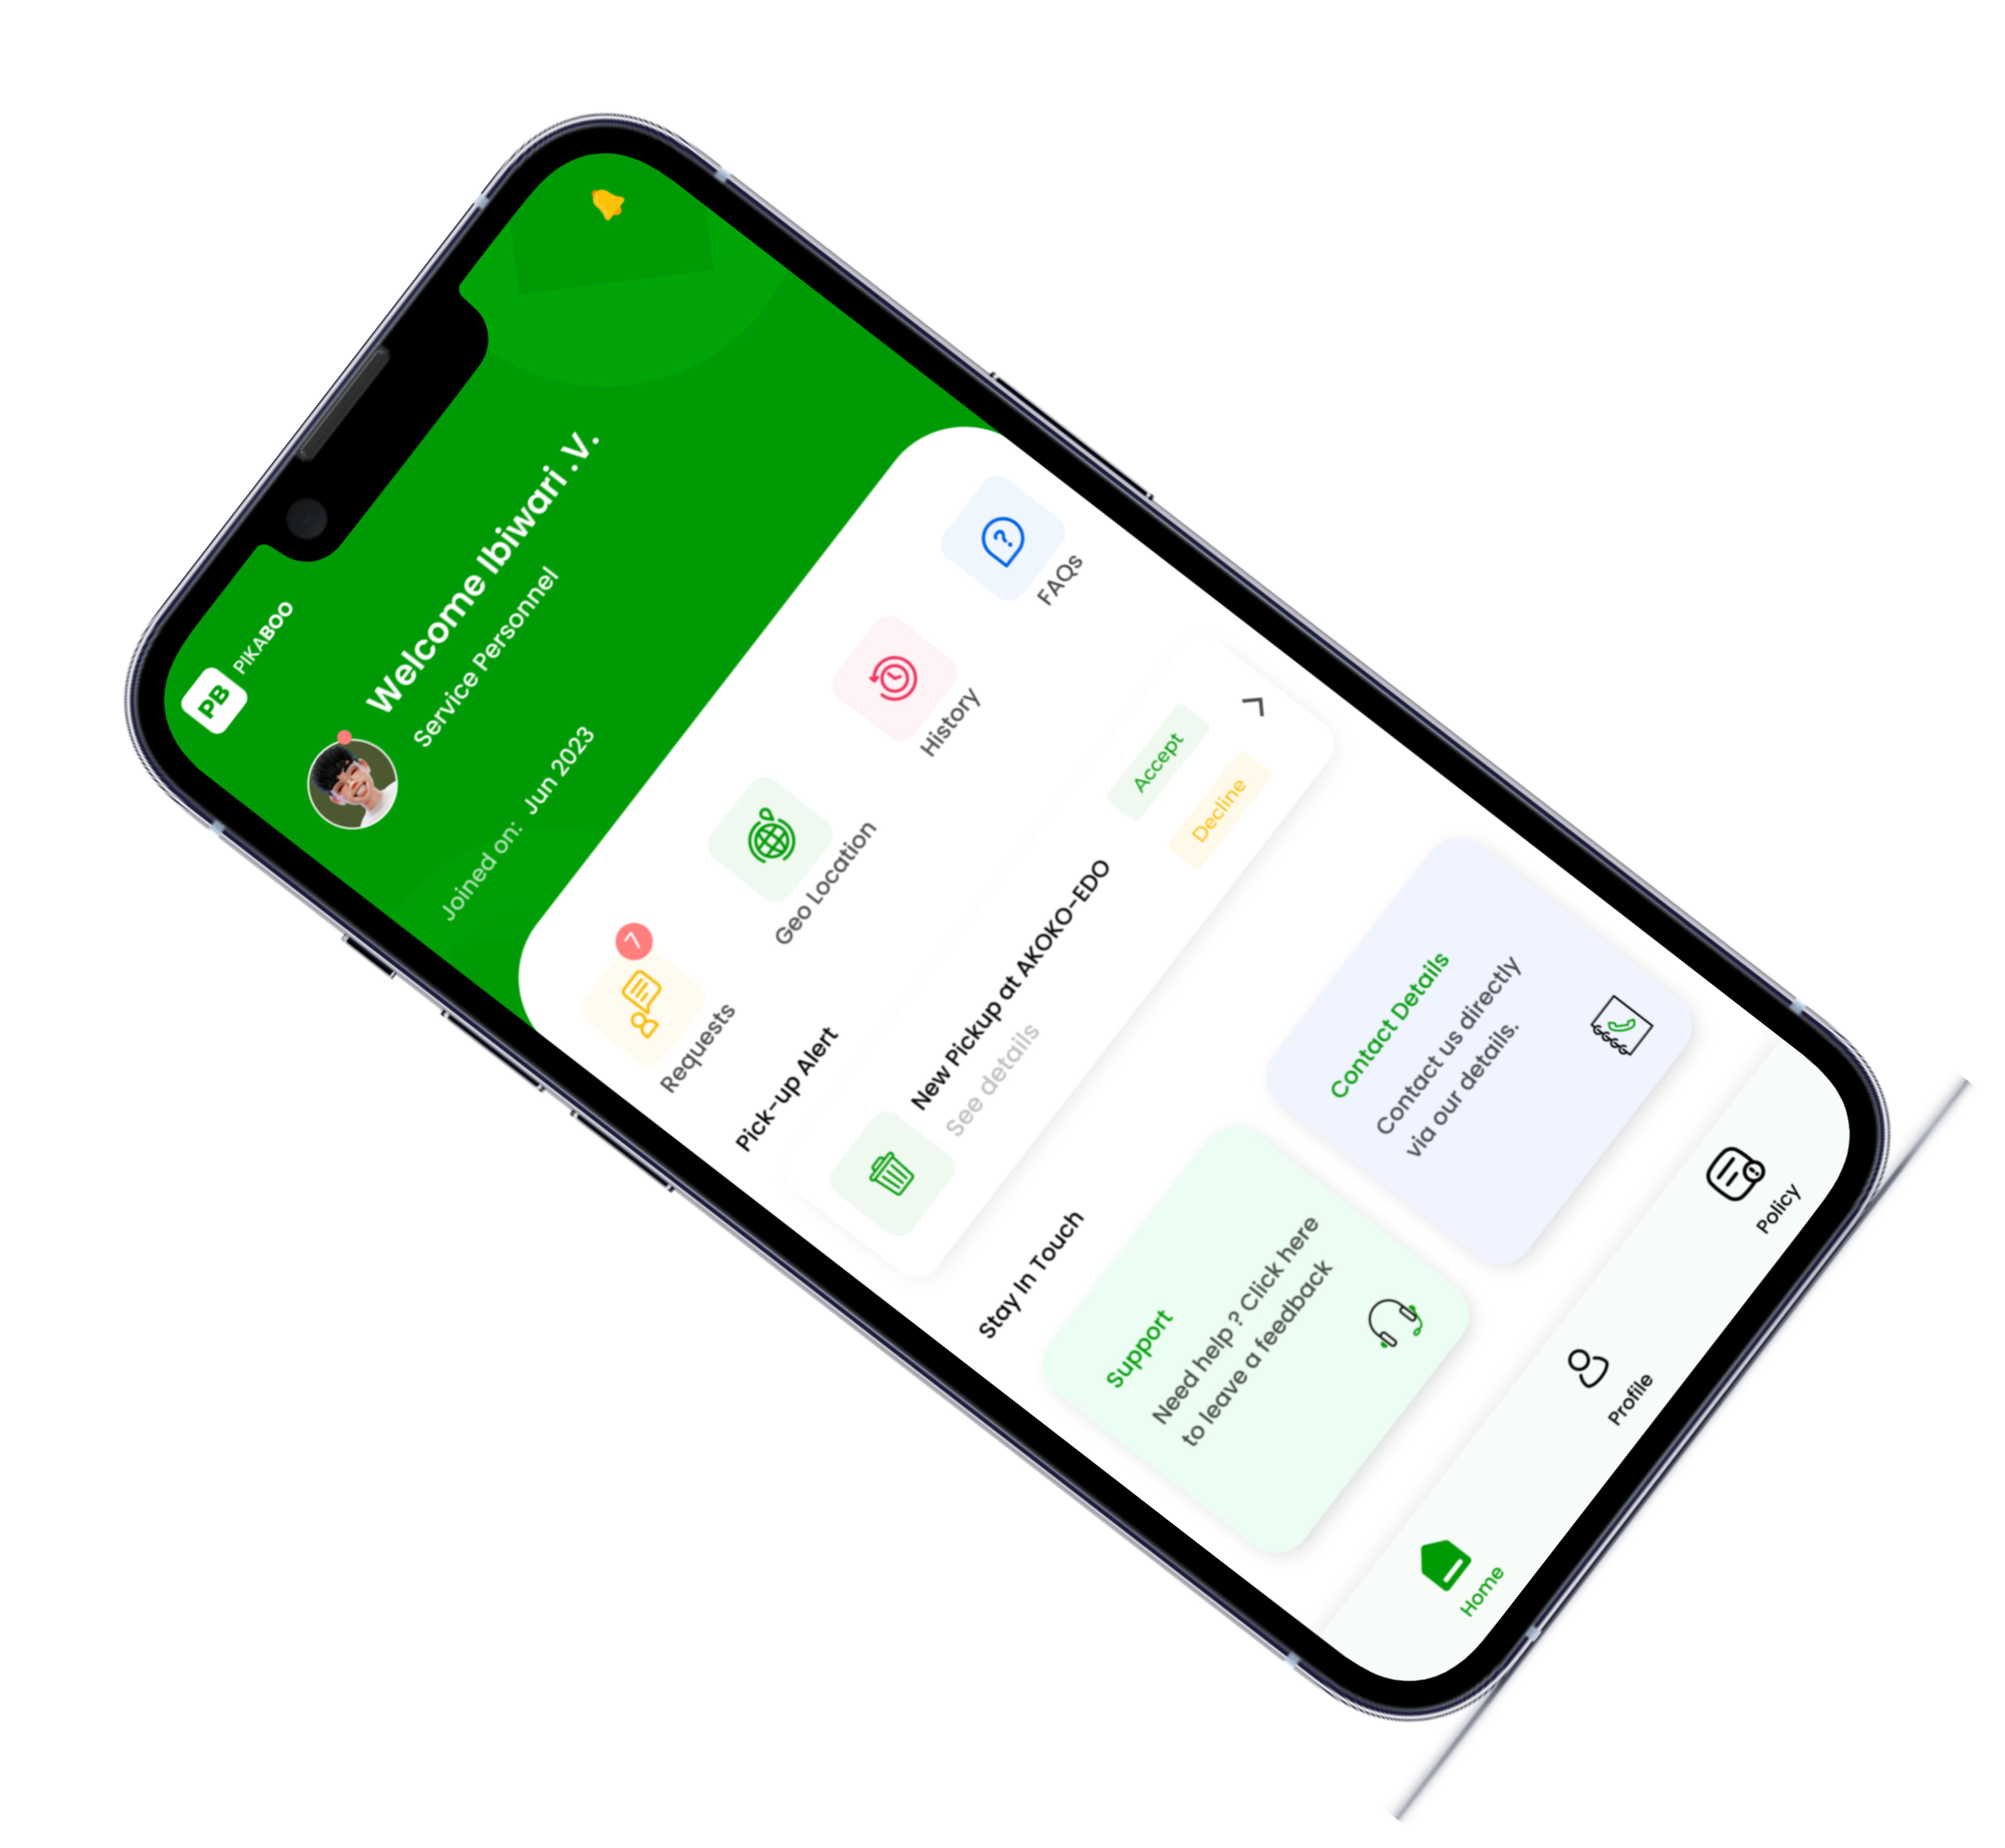 PB PIKABOO
Welcome Ibiwari .V.
Service Personnel
Joined on: Jun 2023
7
Requests
Geo Location
History
FAQs
?
Pick-up Alert
New Pickup at AKOKO-EDO
See details
Accept
Decline
Stay In Touch
Support
Need help ? Click here
to leave a feedback
Contact Details
Contact us directly
via our details.
Home
Profile
Policy